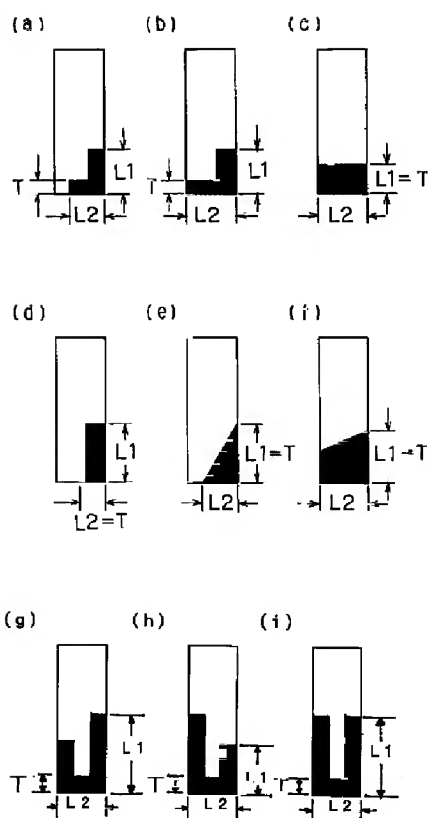 (a) (b) (c)
T L1 T L1 L1=T
L2 L2 L2
(d) (e) (f)
L1 L1=T L1-T
L2=T L2 L2
(g) (h) (i)
T L1 T L1 T L1
L2 L2 L2